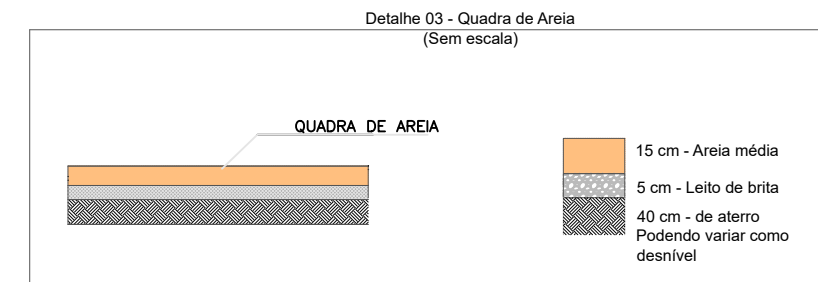 Detalhe 03 - Quadra de Areia
(Sem escala)
QUADRA DE AREIA
15 cm - Areia média
5 cm - Leito de brita
40 cm - de aterro
Podendo variar como
desnível